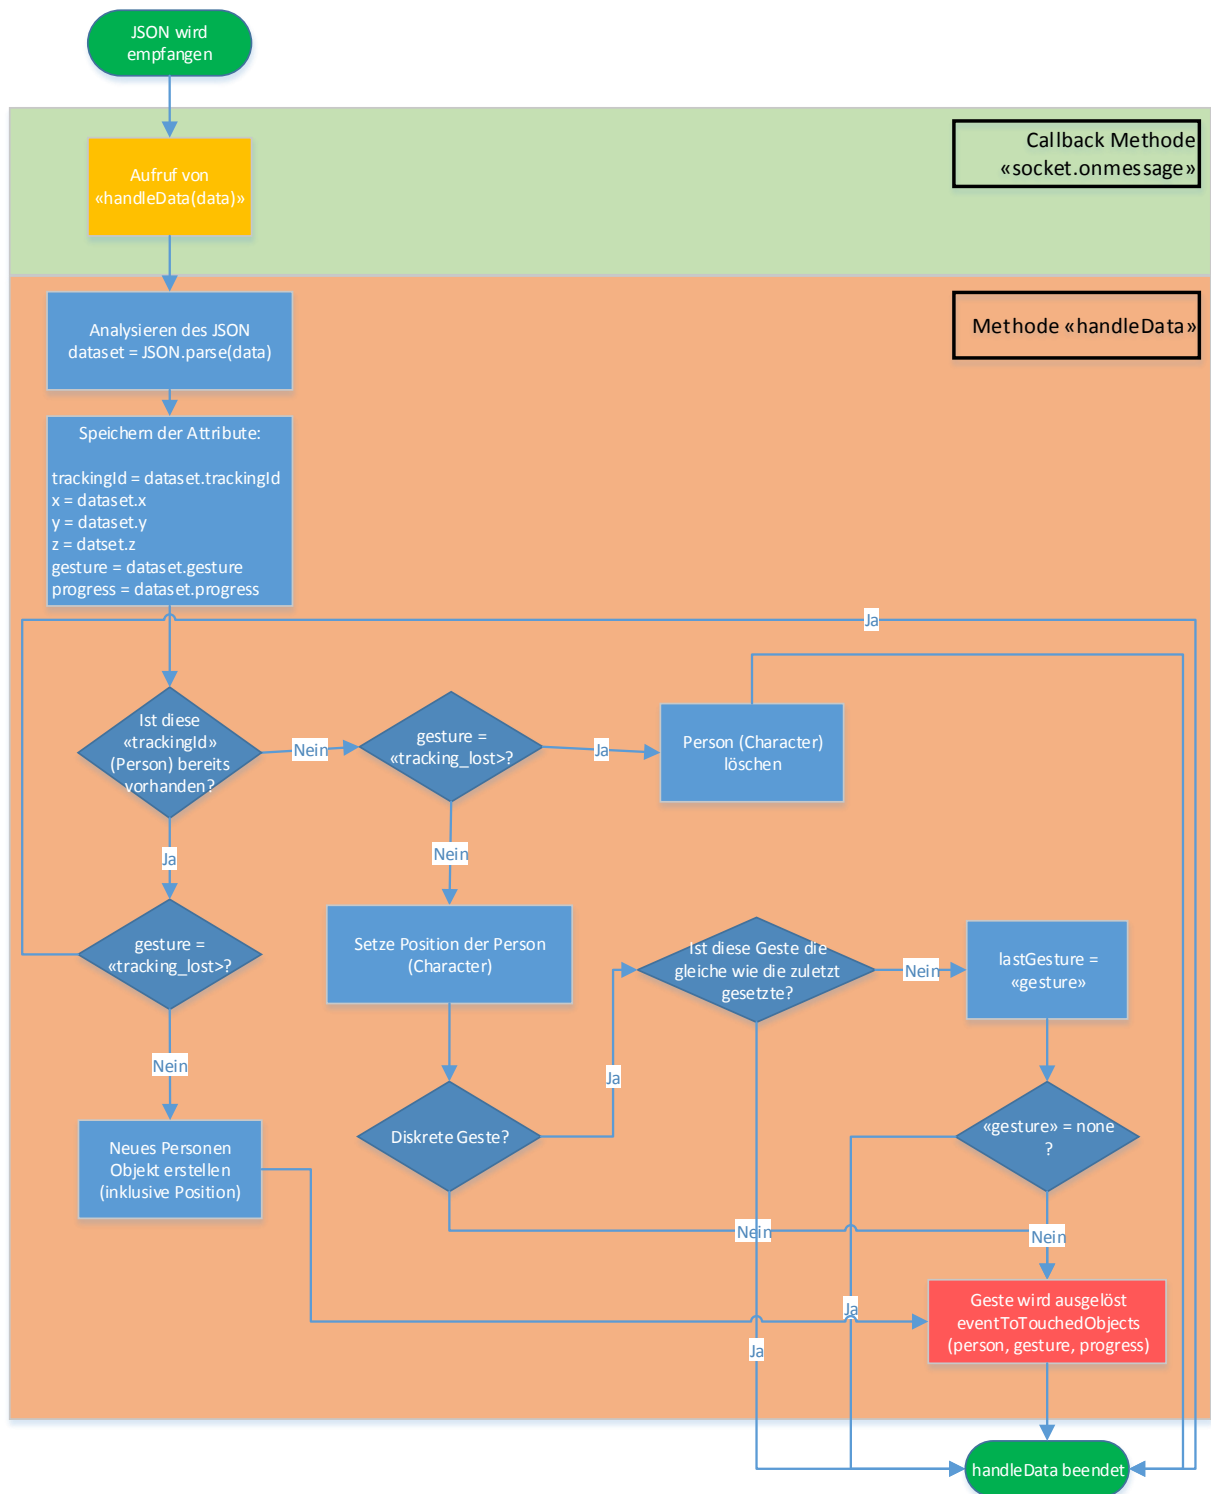 JSON wird
empfangen
Callback Methode
«socket.onmessage»
Aufruf von
«handleData(data)»
Methode «handleData»
Analysieren des JSON
dataset = JSON.parse(data)
Speichern der Attribute:
trackingId = dataset.trackingId
x = dataset.x
y = dataset.y
z = datset.z
gesture = dataset.gesture
progress = dataset.progress
Ja
Ist diese
«trackingId»
(Person) bereits
vorhanden?
Nein
gesture =
«tracking_lost>?
Ja
Person (Character)
löschen
Ja
Nein
gesture =
«tracking_lost>?
Setze Position der Person
(Character)
Ist diese Geste die
gleiche wie die zuletzt
gesetzte?
Nein
lastGesture =
«gesture»
Nein
Ja
Neues Personen
Objekt erstellen
(inklusive Position)
Diskrete Geste?
«gesture» = none
?
Nein
Nein
Ja
Ja
Geste wird ausgelöst
eventToTouchedObjects
(person, gesture, progress)
handleData beendet